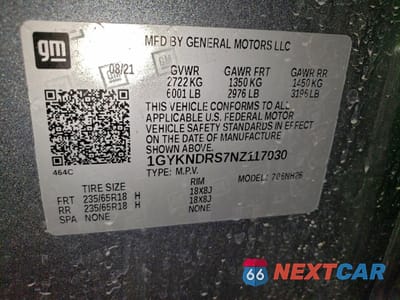 gm
MFD BY GENERAL MOTORS LLC
08/21
GVWR GAWR FRT GAWR RR
2722 KG 1350 KG 1450 KG
6001 LB 2976 LB 3196 LB
THIS VEHICLE CONFORMS TO ALL
APPLICABLE U.S. FEDERAL MOTOR
VEHICLE SAFETY STANDARDS IN EFFECT
ON THE DATE OF MANUFACTURE
SHOWN ABOVE.
1GYKNDRS7NZ117030
464C
TYPE: M.P.V. MODEL:
TIRE SIZE RIM
FRT 235/65R18 H 18X8J
RR 235/65R18 H 18X8J
SPA NONE NONE
66 NEXTCAR